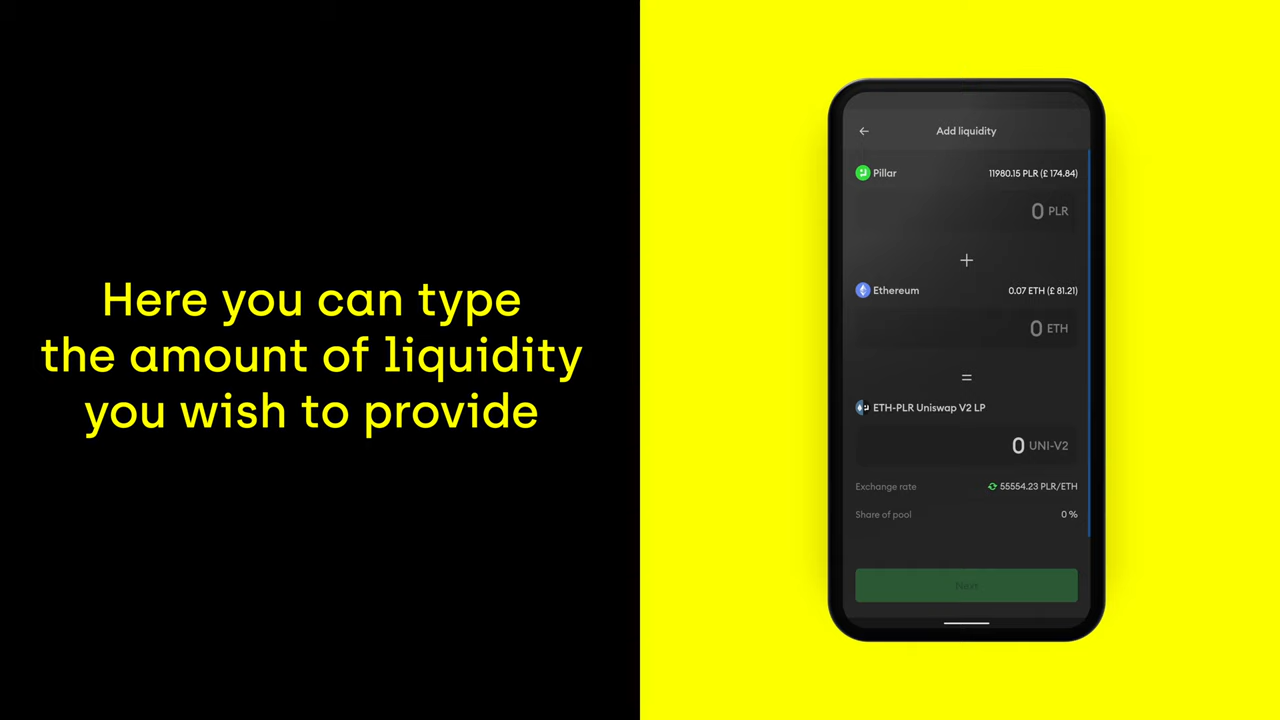 Here you can type
the amount of liquidity
you wish to provide
Add liquidity
Pillar 11980.15 PLR (£ 174.84)
0 PLR
+
Ethereum 0.07 ETH (£ 81.21)
0 ETH
=
ETH-PLR Uniswap V2 LP
0 UNI-V2
Exchange rate 55554.23 PLR/ETH
Share of pool 0 %
Next